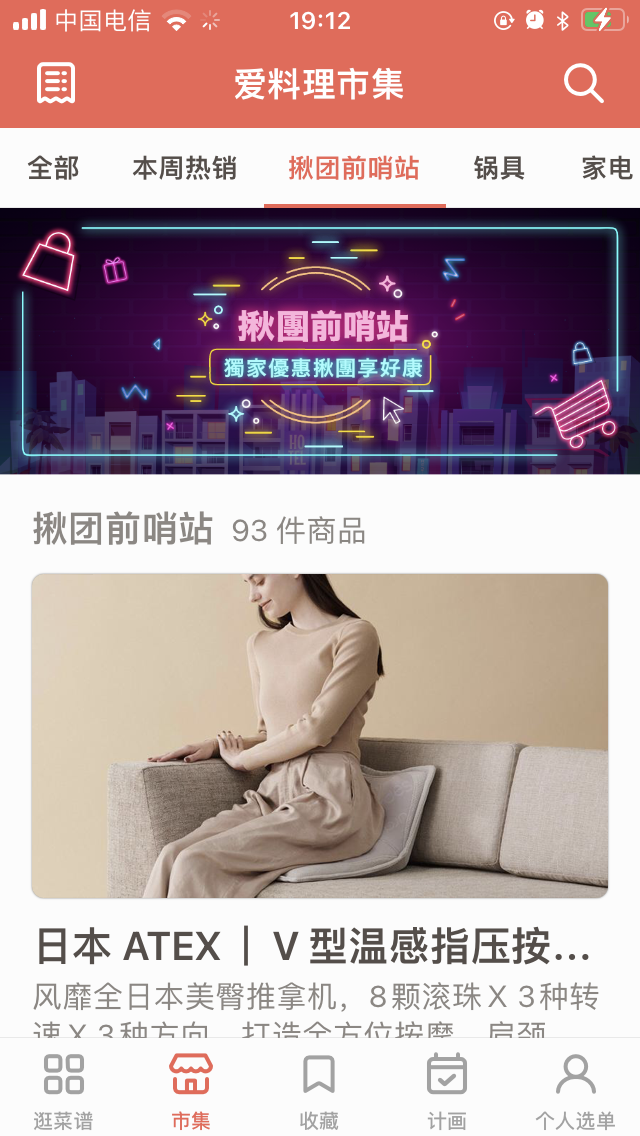 中国电信
19:12
爱料理市集
全部
本周热销
揪团前哨站
锅具
家电
揪團前哨站
獨家優惠揪團享好康
揪团前哨站 93 件商品
日本 ATEX｜V 型温感指压按...
风靡全日本美臀推拿机，8颗滚珠X 3种转
速X 3种方向，打造全方位按摩，肩颈
逛菜谱
市集
收藏
计画
个人选单